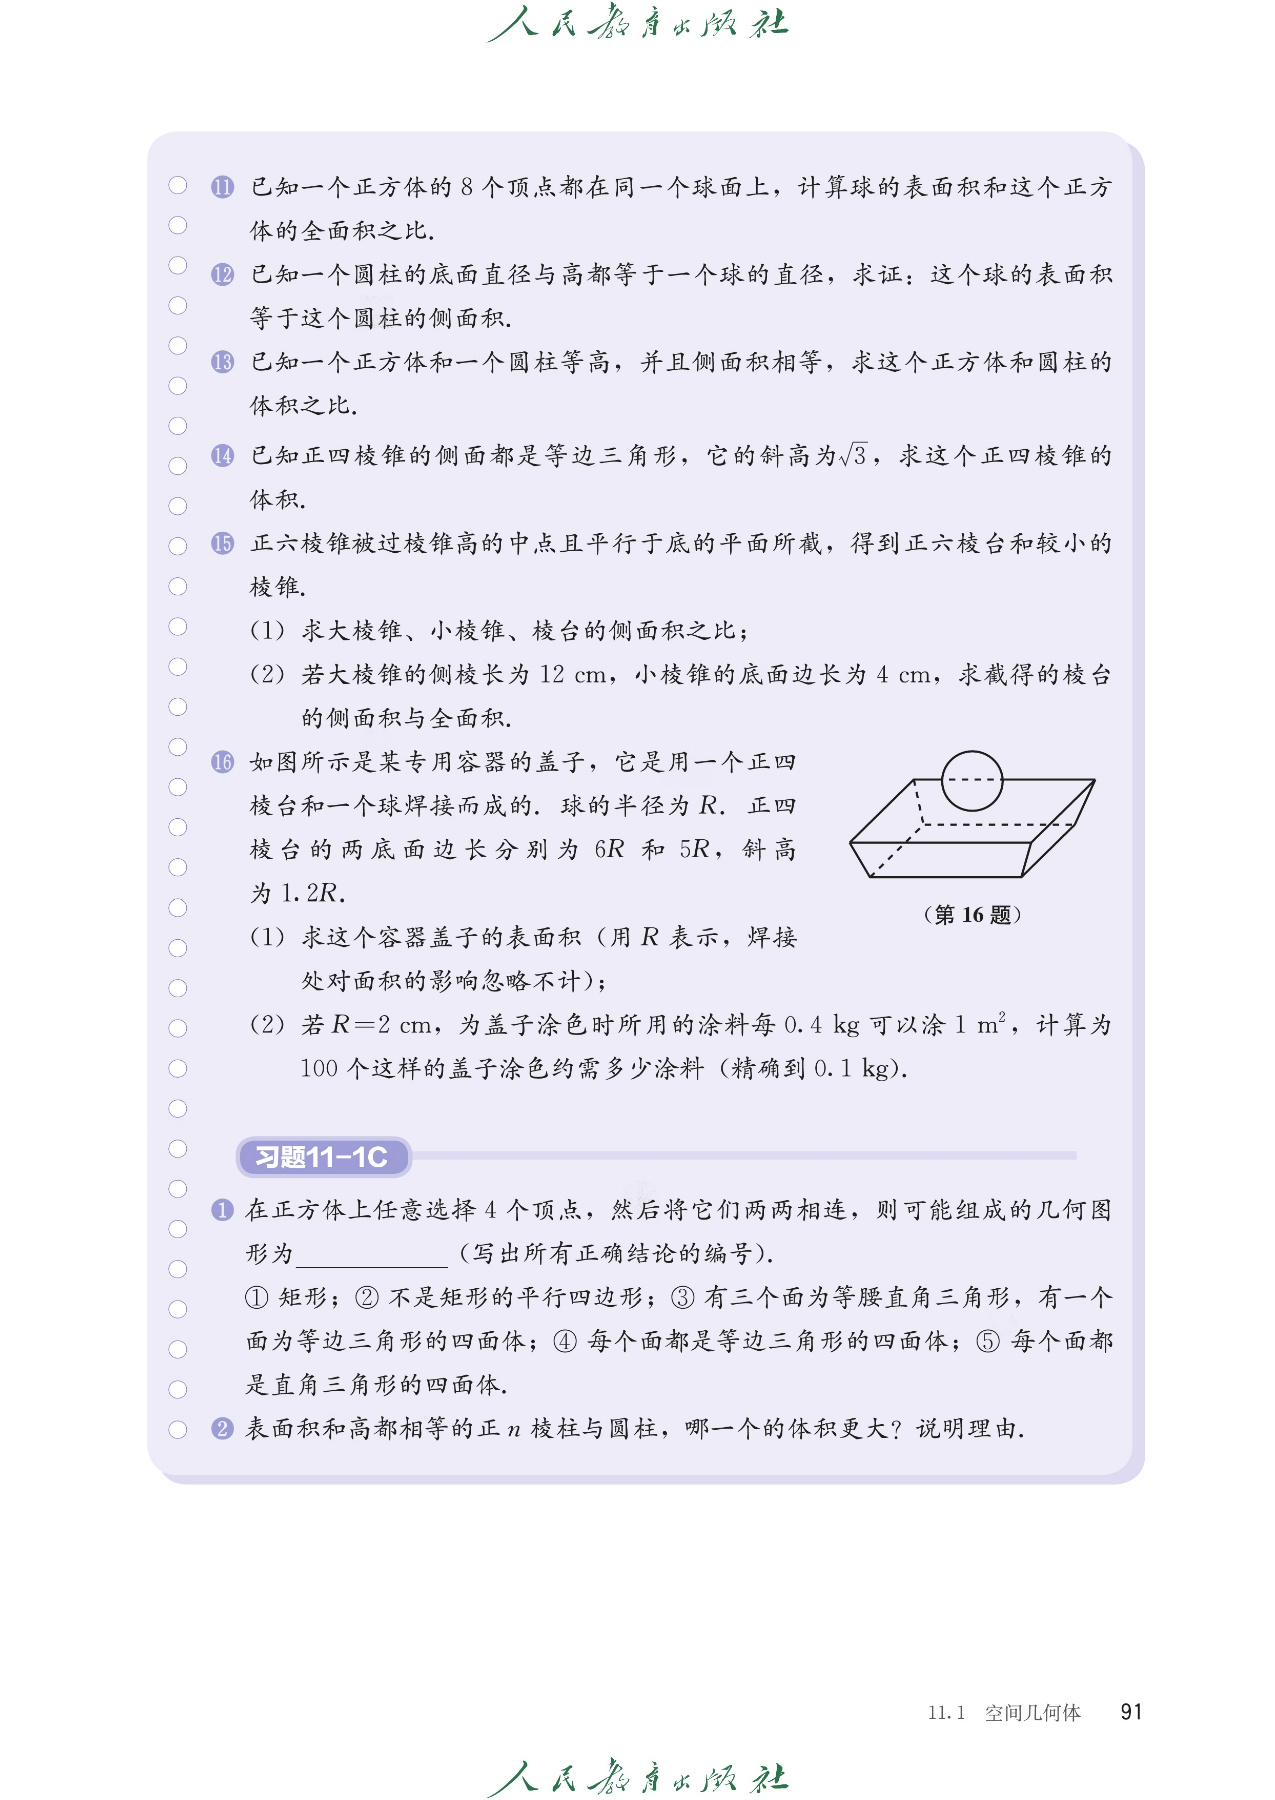 人民教育出版社
11 已知一个正方体的 8 个顶点都在同一个球面上，计算球的表面积和这个正方
体的全面积之比.
12 已知一个圆柱的底面直径与高都等于一个球的直径，求证：这个球的表面积
等于这个圆柱的侧面积.
13 已知一个正方体和一个圆柱等高，并且侧面积相等，求这个正方体和圆柱的
体积之比.
14 已知正四棱锥的侧面都是等边三角形，它的斜高为√3，求这个正四棱锥的
体积.
15 正六棱锥被过棱锥高的中点且平行于底的平面所截，得到正六棱台和较小的
棱锥.
（1）求大棱锥、小棱锥、棱台的侧面积之比；
（2）若大棱锥的侧棱长为 12 cm，小棱锥的底面边长为 4 cm，求截得的棱台
的侧面积与全面积.
16 如图所示是某专用容器的盖子，它是用一个正四
棱台和一个球焊接而成的. 球的半径为 R. 正四
棱台的两底面边长分别为 6R 和 5R，斜高
为 1.2R.
（第 16 题）
（1）求这个容器盖子的表面积（用 R 表示，焊接
处对面积的影响忽略不计）；
（2）若 R=2 cm，为盖子涂色时所用的涂料每 0.4 kg 可以涂 1 m²，计算为
100 个这样的盖子涂色约需多少涂料（精确到 0.1 kg）.
习题11-1C
1 在正方体上任意选择 4 个顶点，然后将它们两两相连，则可能组成的几何图
形为____________（写出所有正确结论的编号）.
① 矩形；② 不是矩形的平行四边形；③ 有三个面为等腰直角三角形，有一个
面为等边三角形的四面体；④ 每个面都是等边三角形的四面体；⑤ 每个面都
是直角三角形的四面体.
2 表面积和高都相等的正 n 棱柱与圆柱，哪一个的体积更大？说明理由.
11.1 空间几何体 91
人民教育出版社